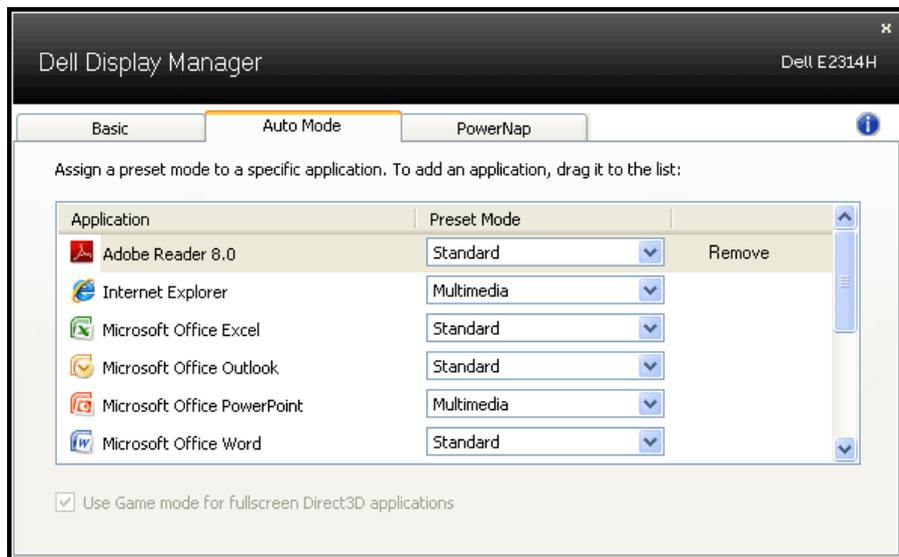 x
Dell Display Manager
Dell E2314H
Basic
Auto Mode
PowerNap
i
Assign a preset mode to a specific application. To add an application, drag it to the list:
Application Preset Mode
Adobe Reader 8.0 Standard Remove
Internet Explorer Multimedia
Microsoft Office Excel Standard
Microsoft Office Outlook Standard
Microsoft Office PowerPoint Multimedia
Microsoft Office Word Standard
Use Game mode for fullscreen Direct3D applications